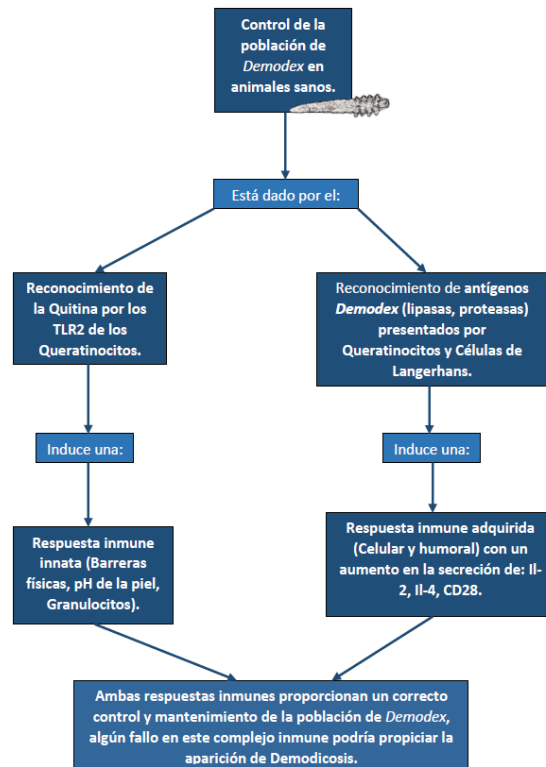 Control de la
población de
Demodex en
animales sanos.
Está dado por el:
Reconocimiento de
la Quitina por los
TLR2 de los
Queratinocitos.
Reconocimiento de antígenos
Demodex (lipasas, proteasas)
presentados por
Queratinocitos y Células de
Langerhans.
Induce una:
Induce una:
Respuesta inmune
innata (Barreras
físicas, pH de la piel,
Granulocitos).
Respuesta inmune adquirida
(Celular y humoral) con un
aumento en la secreción de: Il-
2, Il-4, CD28.
Ambas respuestas inmunes proporcionan un correcto
control y mantenimiento de la población de Demodex,
algún fallo en este complejo inmune podría propiciar la
aparición de Demodicosis.